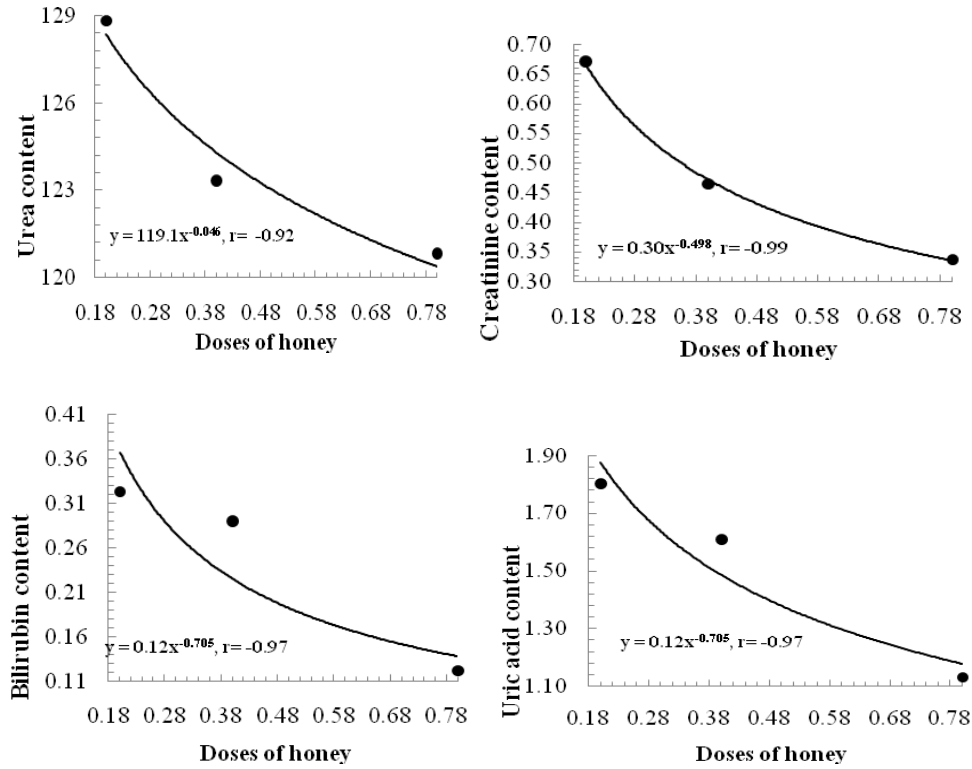 129
126
123
120
Urea content
y = 119.1x-0.046, r= -0.92
0.18 0.28 0.38 0.48 0.58 0.68 0.78
Doses of honey
0.70
0.65
0.60
0.55
0.50
0.45
0.40
0.35
0.30
Creatinine content
y = 0.30x-0.498, r= -0.99
0.18 0.28 0.38 0.48 0.58 0.68 0.78
Doses of honey
0.41
0.36
0.31
0.26
0.21
0.16
0.11
Bilirubin content
y = 0.12x-0.705, r= -0.97
0.18 0.28 0.38 0.48 0.58 0.68 0.78
Doses of honey
1.90
1.70
1.50
1.30
1.10
Uric acid content
y = 0.12x-0.705, r= -0.97
0.18 0.28 0.38 0.48 0.58 0.68 0.78
Doses of honey